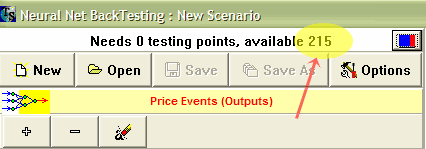 Neural Net BackTesting : New Scenario
Needs 0 testing points, available 215
New Open Save Save As Options
Price Events (Outputs)
+ −